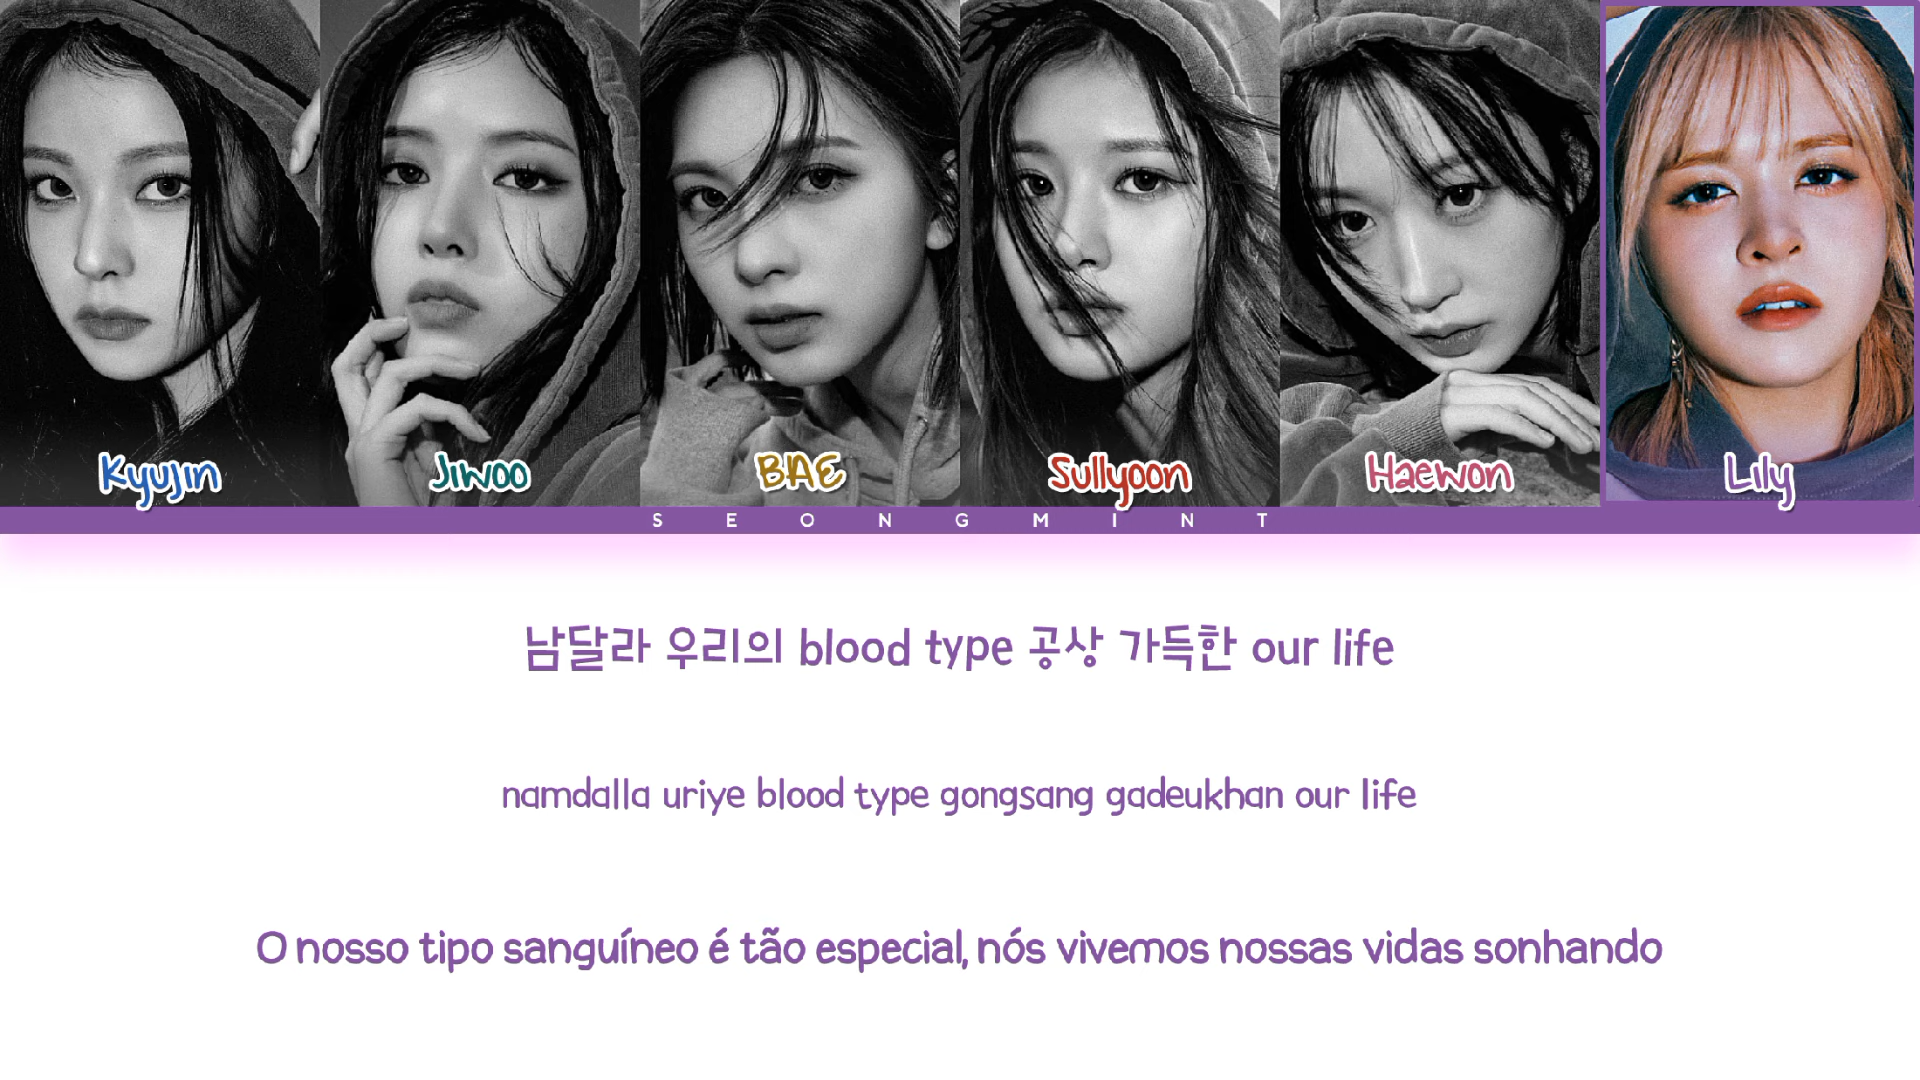 Kyujin Jiwoo BAE Sullyoon Haewon Lily
SEONGMINT
남달라 우리의 blood type 공상 가득한 our life
namdalla uriye blood type gongsang gadeukhan our life
O nosso tipo sanguíneo é tão especial, nós vivemos nossas vidas sonhando